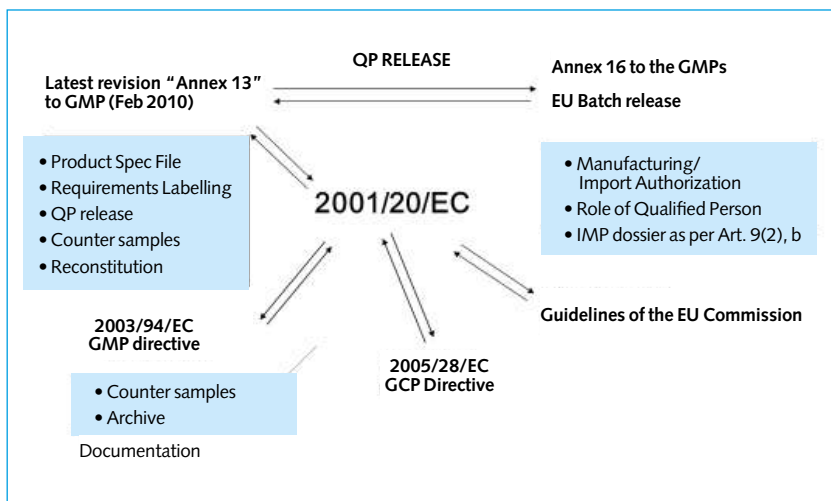 QP RELEASE
Latest revision “Annex 13”
to GMP (Feb 2010)
Annex 16 to the GMPs
EU Batch release
• Product Spec File
• Requirements Labelling
• QP release
• Counter samples
• Reconstitution
2001/20/EC
• Manufacturing/
Import Authorization
• Role of Qualified Person
• IMP dossier as per Art. 9(2), b
Guidelines of the EU Commission
2003/94/EC
GMP directive
2005/28/EC
GCP Directive
• Counter samples
• Archive
Documentation